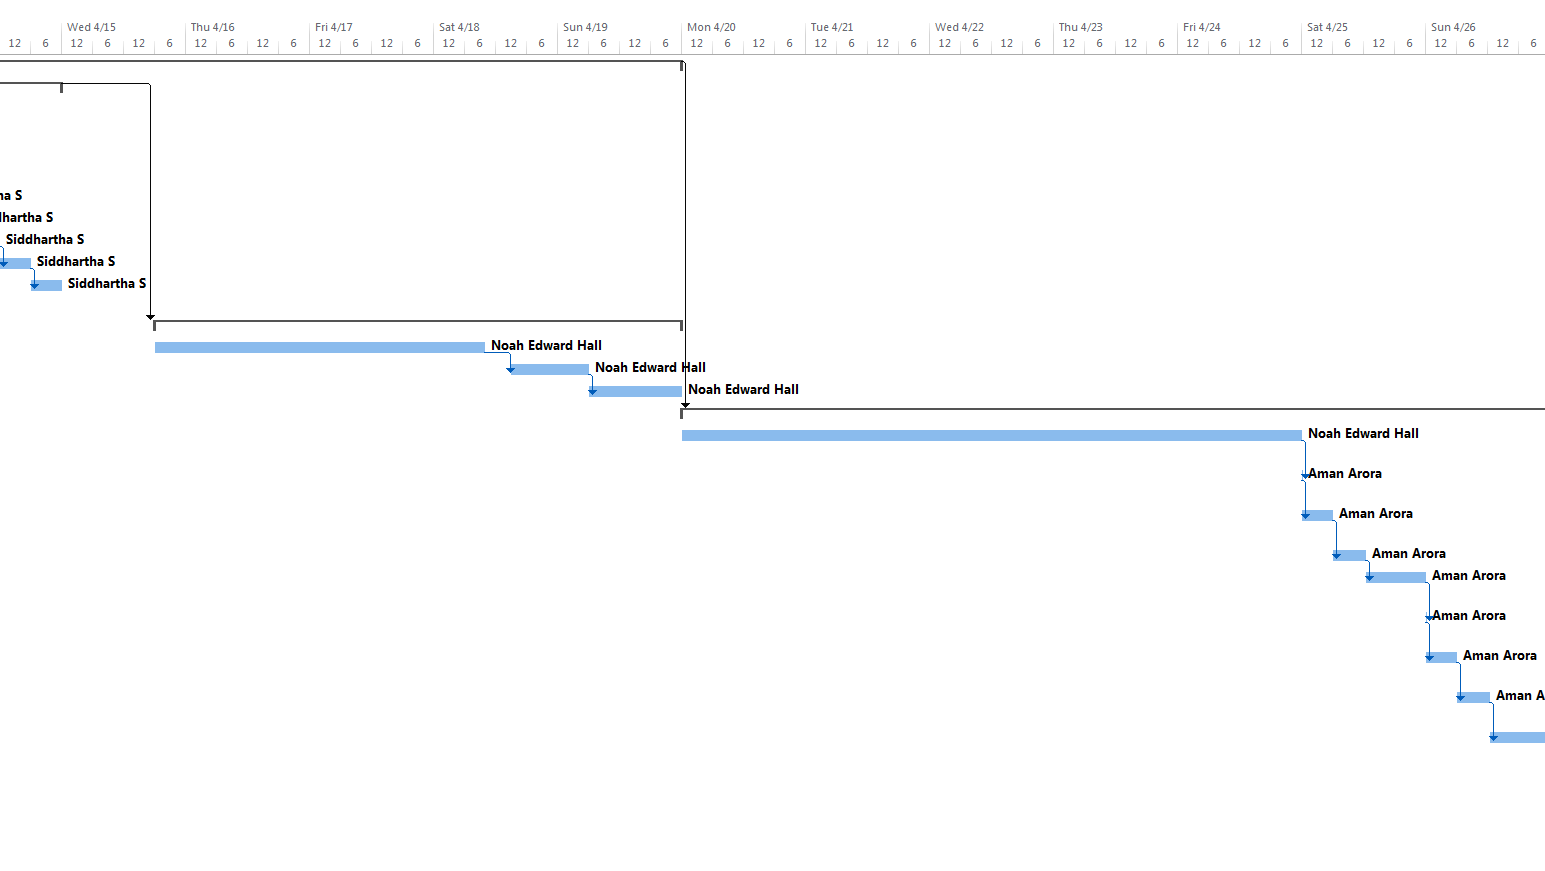 Wed 4/15 Thu 4/16 Fri 4/17 Sat 4/18 Sun 4/19 Mon 4/20 Tue 4/21 Wed 4/22 Thu 4/23 Fri 4/24 Sat 4/25 Sun 4/26
12 6 12 6 12 6 12 6 12 6 12 6 12 6 12 6 12 6 12 6 12 6 12 6 12 6 12 6 12 6 12 6 12 6 12 6 12 6 12 6 12 6 12 6 12 6 12 6 12 6
ha S
dhartha S
Siddhartha S
Siddhartha S
Siddhartha S
Noah Edward Hall
Noah Edward Hall
Noah Edward Hall
Noah Edward Hall
Aman Arora
Aman Arora
Aman Arora
Aman Arora
Aman Arora
Aman Arora
Aman A